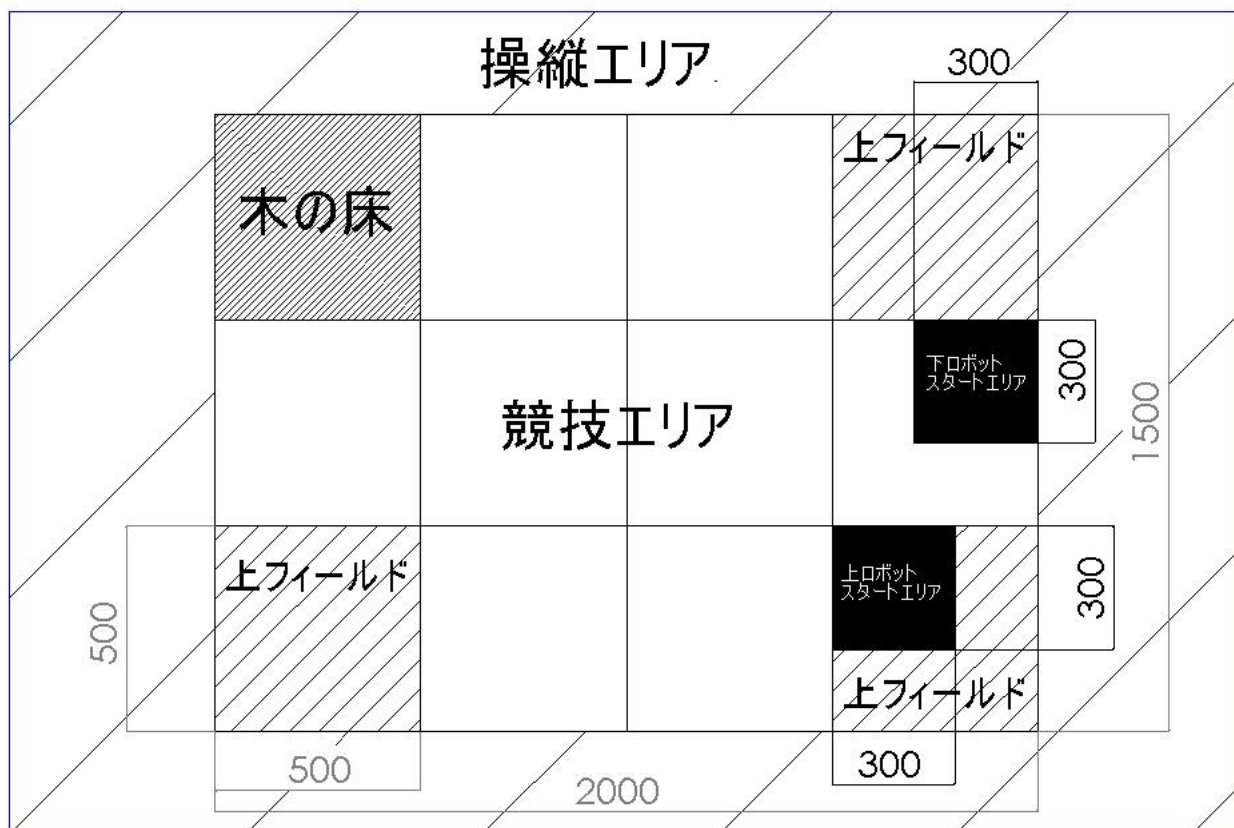 操縦エリア
300
上フィールド
木の床
下ロボット
スタートエリア
300
1500
競技エリア
上フィールド
上ロボット
スタートエリア
300
500
上フィールド
500
300
2000